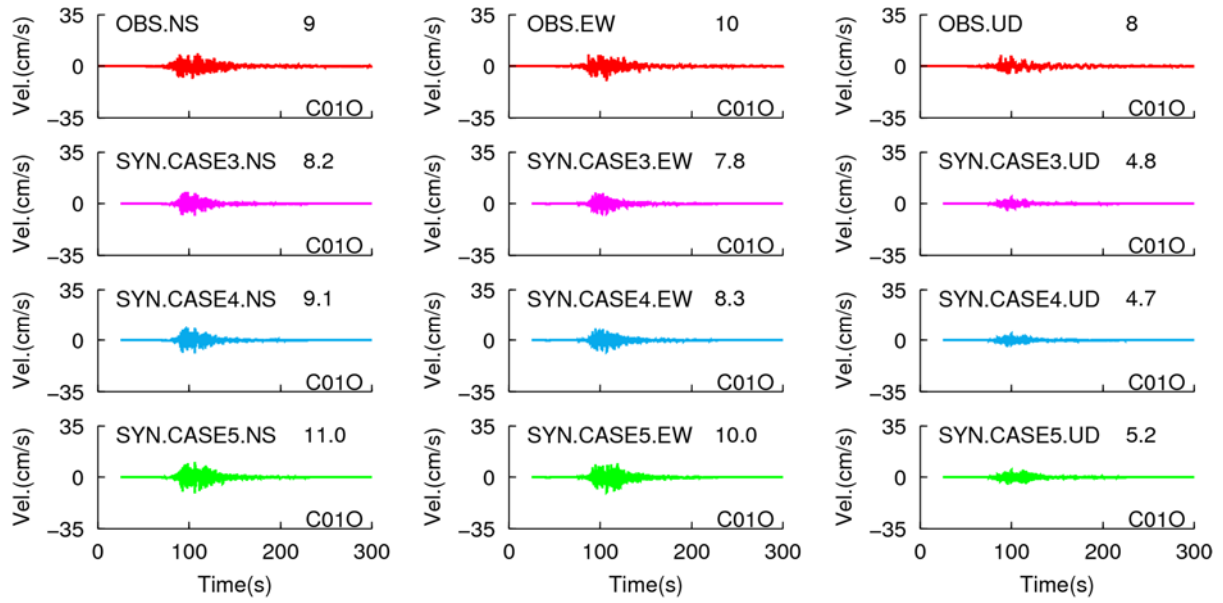 35 OBS.NS 9
Vel.(cm/s)
0
−35 C01O
35 OBS.EW 10
Vel.(cm/s)
0
−35 C01O
35 OBS.UD 8
Vel.(cm/s)
0
−35 C01O
35 SYN.CASE3.NS 8.2
Vel.(cm/s)
0
−35 C01O
35 SYN.CASE3.EW 7.8
Vel.(cm/s)
0
−35 C01O
35 SYN.CASE3.UD 4.8
Vel.(cm/s)
0
−35 C01O
35 SYN.CASE4.NS 9.1
Vel.(cm/s)
0
−35 C01O
35 SYN.CASE4.EW 8.3
Vel.(cm/s)
0
−35 C01O
35 SYN.CASE4.UD 4.7
Vel.(cm/s)
0
−35 C01O
35 SYN.CASE5.NS 11.0
Vel.(cm/s)
0
−35 C01O
0 100 200 300
Time(s)
35 SYN.CASE5.EW 10.0
Vel.(cm/s)
0
−35 C01O
0 100 200 300
Time(s)
35 SYN.CASE5.UD 5.2
Vel.(cm/s)
0
−35 C01O
0 100 200 300
Time(s)